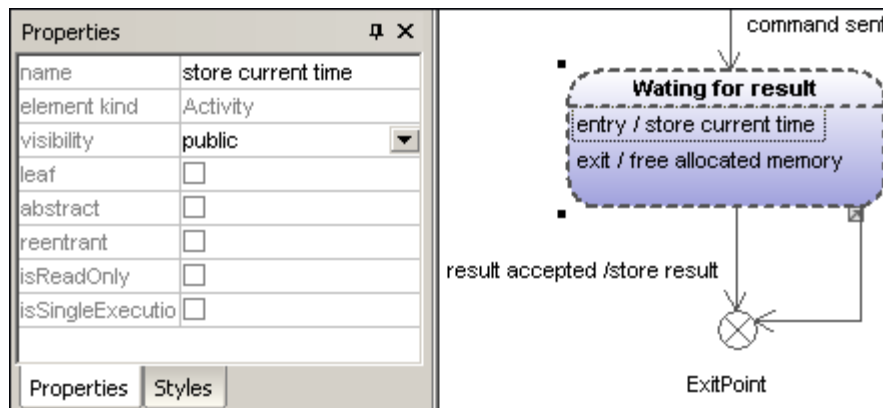 Properties
name store current time
element kind Activity
visibility public
leaf
abstract
reentrant
isReadOnly
isSingleExecutio
Properties Styles
command sent
Wating for result
entry / store current time
exit / free allocated memory
result accepted /store result
ExitPoint